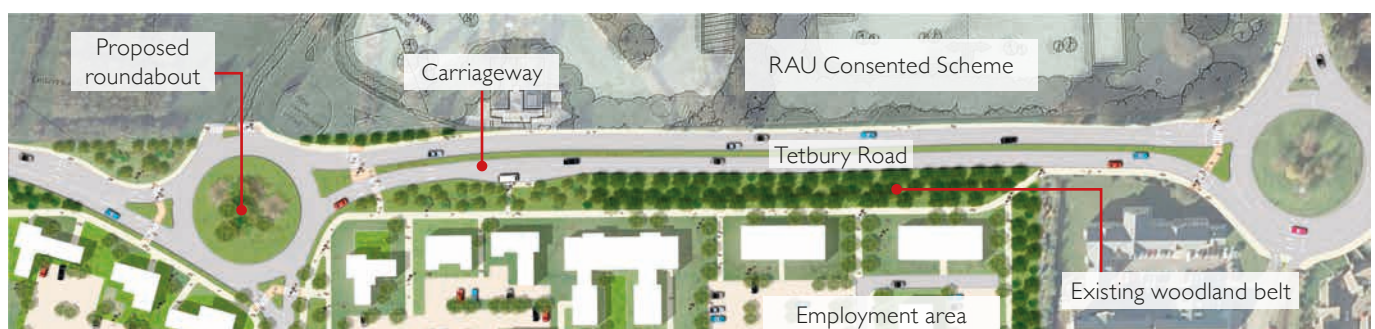 Proposed
roundabout
Carriageway
RAU Consented Scheme
Tetbury Road
Existing woodland belt
Employment area